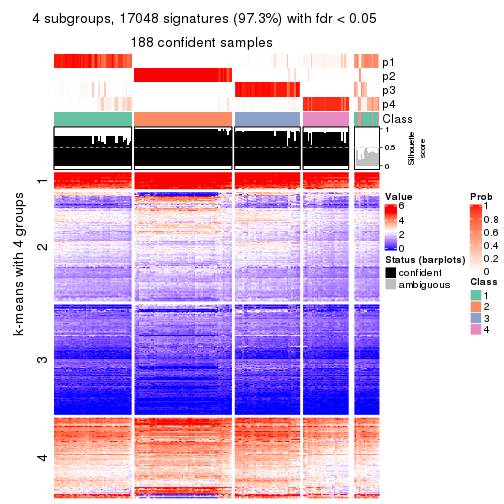 4 subgroups, 17048 signatures (97.3%) with fdr < 0.05
188 confident samples
p1
p2
p3
p4
Class
1
0.5
0
Silhouette
score
k-means with 4 groups
1
2
3
4
Value
6
4
2
0
Status (barplots)
confident
ambiguous
Prob
1
0.8
0.6
0.4
0.2
0
Class
1
2
3
4